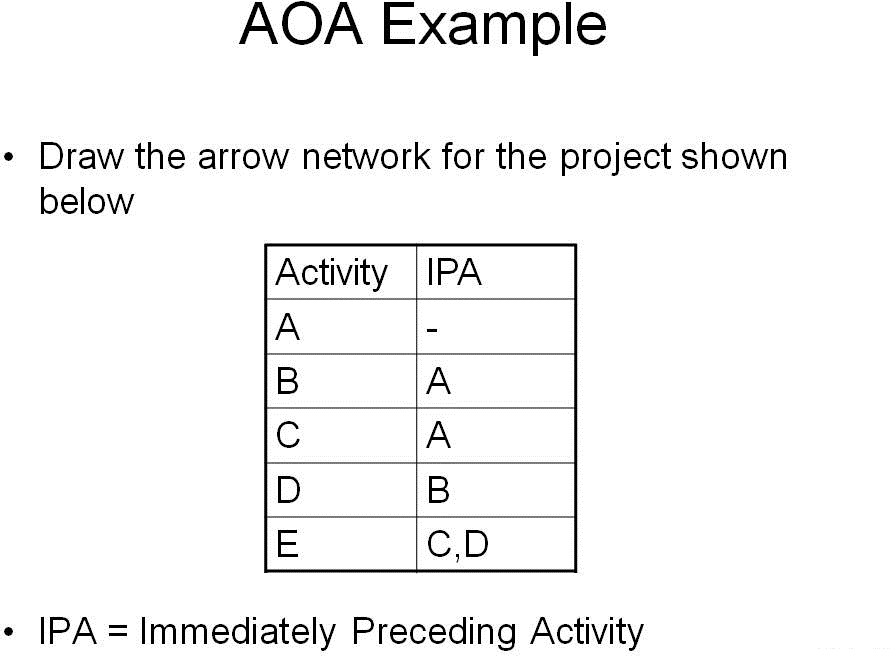 AOA Example
• Draw the arrow network for the project shown
below
Activity IPA
A -
B A
C A
D B
E C,D
• IPA = Immediately Preceding Activity